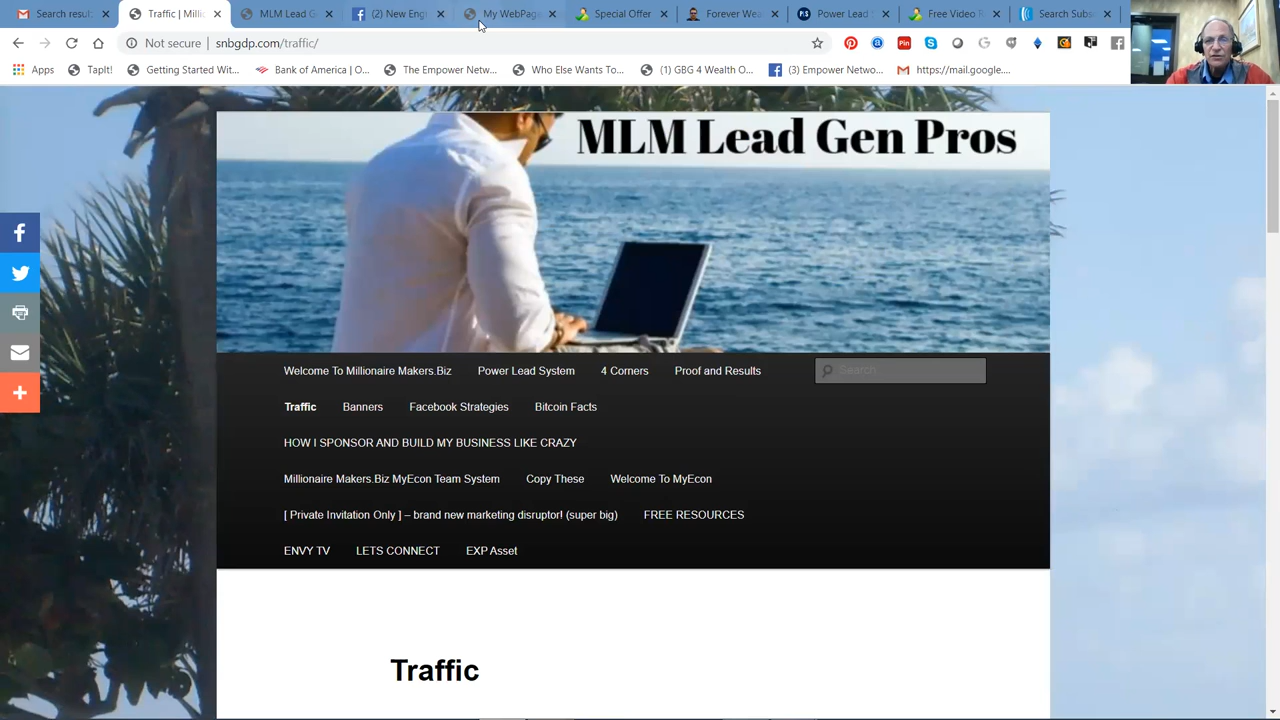 Search resul
Traffic | Milli
MLM Lead G
(2) New Eng
My WebPage
Special Offer
Forever Wea
Power Lead
Free Video R
Search Subs
Not secure | snbgdp.com/traffic/
Apps
TapIt!
Getting Started Wit...
Bank of America | O...
The Empower Netw...
Who Else Wants To...
(1) GBG 4 Wealth O...
(3) Empower Netwo...
https://mail.google....
MLM Lead Gen Pros
Welcome To Millionaire Makers.Biz
Power Lead System
4 Corners
Proof and Results
Search
Traffic
Banners
Facebook Strategies
Bitcoin Facts
HOW I SPONSOR AND BUILD MY BUSINESS LIKE CRAZY
Millionaire Makers.Biz MyEcon Team System
Copy These
Welcome To MyEcon
[ Private Invitation Only ] – brand new marketing disruptor! (super big)
FREE RESOURCES
ENVY TV
LETS CONNECT
EXP Asset
Traffic